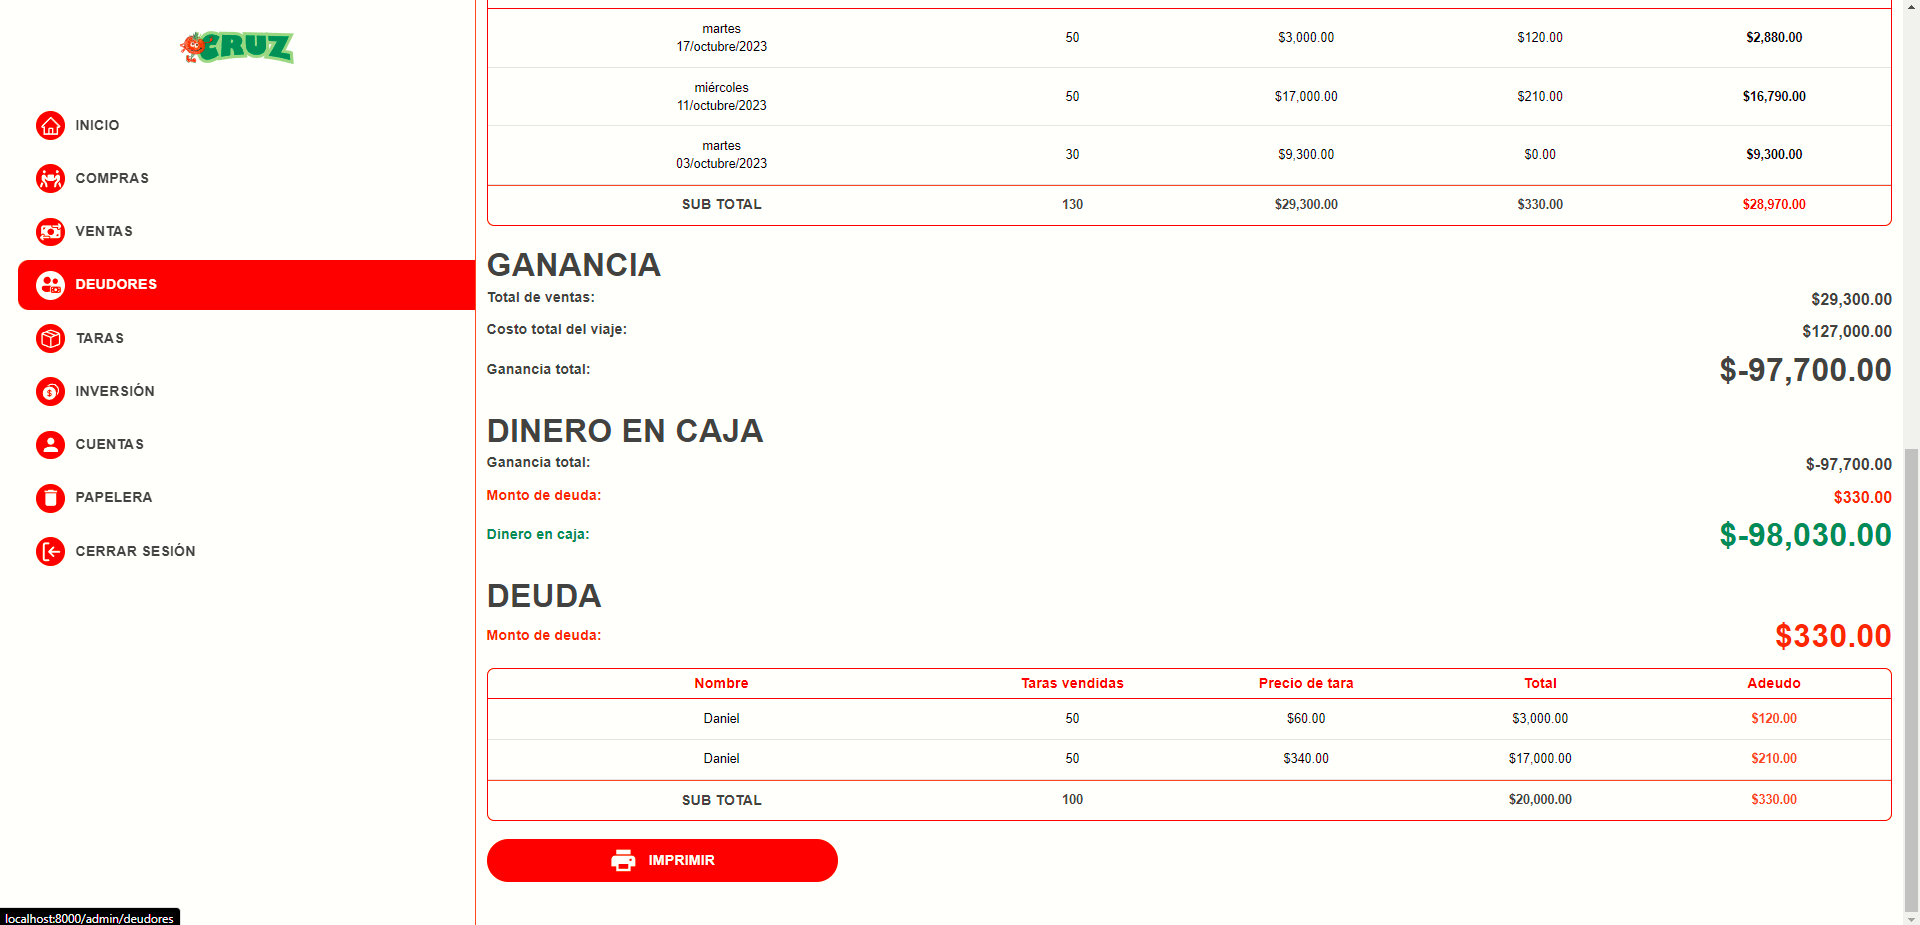 CRUZ
INICIO
COMPRAS
VENTAS
DEUDORES
TARAS
INVERSIÓN
CUENTAS
PAPELERA
CERRAR SESIÓN
martes
17/octubre/2023 50 $3,000.00 $120.00 $2,880.00
miércoles
11/octubre/2023 50 $17,000.00 $210.00 $16,790.00
martes
03/octubre/2023 30 $9,300.00 $0.00 $9,300.00
SUB TOTAL 130 $29,300.00 $330.00 $28,970.00
GANANCIA
Total de ventas: $29,300.00
Costo total del viaje: $127,000.00
Ganancia total: $-97,700.00
DINERO EN CAJA
Ganancia total: $-97,700.00
Monto de deuda: $330.00
Dinero en caja: $-98,030.00
DEUDA
Monto de deuda: $330.00
Nombre Taras vendidas Precio de tara Total Adeudo
Daniel 50 $60.00 $3,000.00 $120.00
Daniel 50 $340.00 $17,000.00 $210.00
SUB TOTAL 100 $20,000.00 $330.00
IMPRIMIR
localhost:8000/admin/deudores